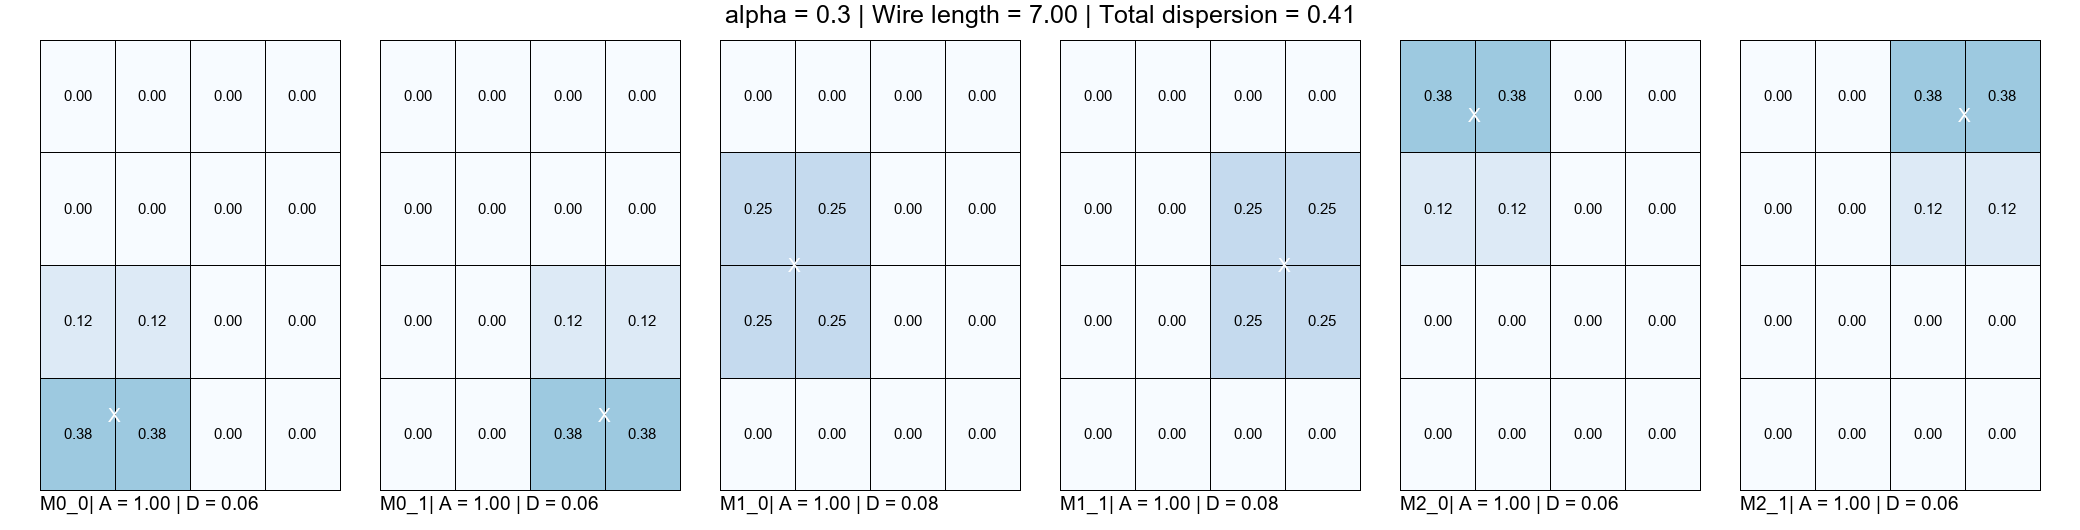 alpha = 0.3 | Wire length = 7.00 | Total dispersion = 0.41
0.00 0.00 0.00 0.00
0.00 0.00 0.00 0.00
0.12 0.12 0.00 0.00
X
0.38 0.38 0.00 0.00
M0_0| A = 1.00 | D = 0.06
0.00 0.00 0.00 0.00
0.00 0.00 0.00 0.00
0.00 0.00 0.12 0.12
X
0.00 0.00 0.38 0.38
M0_1| A = 1.00 | D = 0.06
0.00 0.00 0.00 0.00
0.25 0.25 0.00 0.00
X
0.25 0.25 0.00 0.00
0.00 0.00 0.00 0.00
M1_0| A = 1.00 | D = 0.08
0.00 0.00 0.00 0.00
0.00 0.00 0.25 0.25
X
0.00 0.00 0.25 0.25
0.00 0.00 0.00 0.00
M1_1| A = 1.00 | D = 0.08
0.38 0.38 0.00 0.00
X
0.12 0.12 0.00 0.00
0.00 0.00 0.00 0.00
0.00 0.00 0.00 0.00
M2_0| A = 1.00 | D = 0.06
0.00 0.00 0.38 0.38
X
0.00 0.00 0.12 0.12
0.00 0.00 0.00 0.00
0.00 0.00 0.00 0.00
M2_1| A = 1.00 | D = 0.06